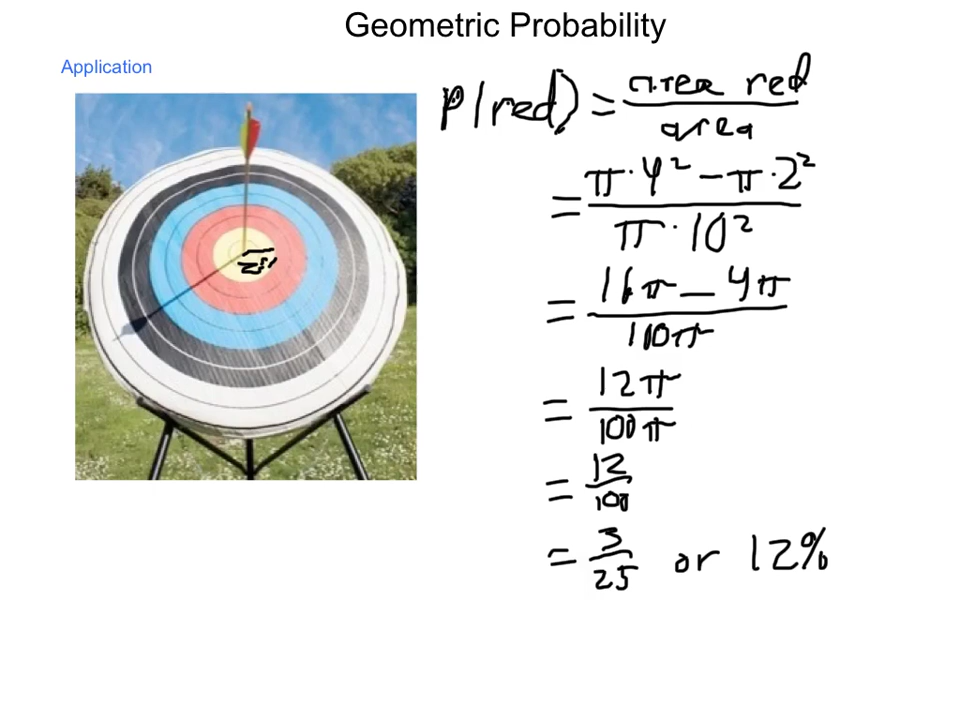 Geometric Probability
Application
P(red) = area red / area
= π·4² − π·2² / π·10²
= 16π − 4π / 100π
= 12π / 100π
= 12 / 100
= 3 / 25 or 12%